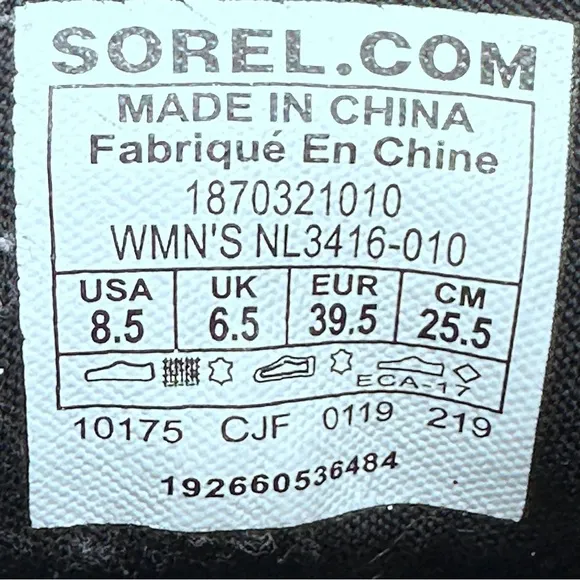 SOREL.COM
MADE IN CHINA
Fabriqué En Chine
1870321010
WMN'S NL3416-010
USA UK EUR CM
8.5 6.5 39.5 25.5
ECA-17
10175 CJF 0119 219
192660536484